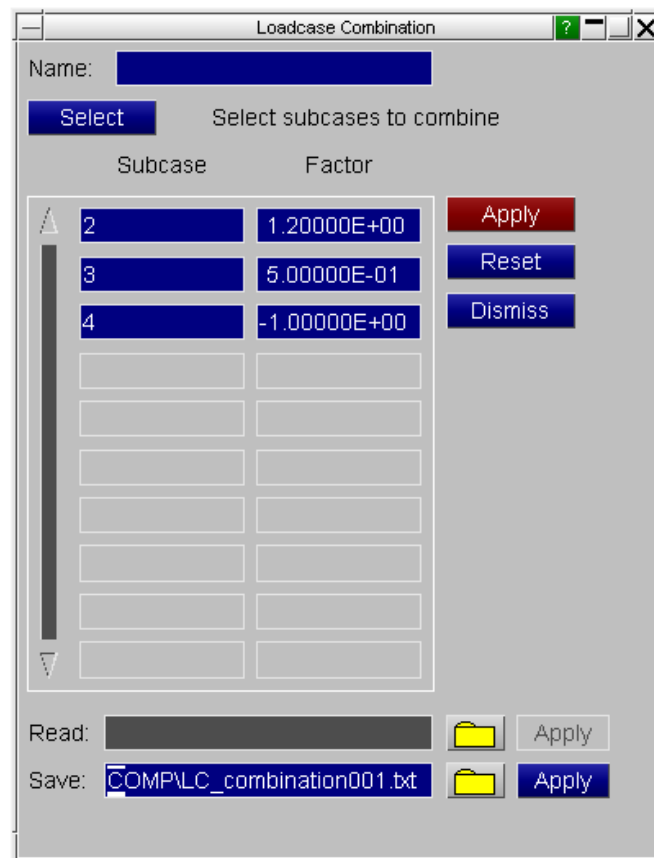 Loadcase Combination ?
Name:
Select Select subcases to combine
Subcase Factor
2 1.20000E+00 Apply
3 5.00000E-01 Reset
4 -1.00000E+00 Dismiss
Read: Apply
Save: COMP\LC_combination001.txt Apply